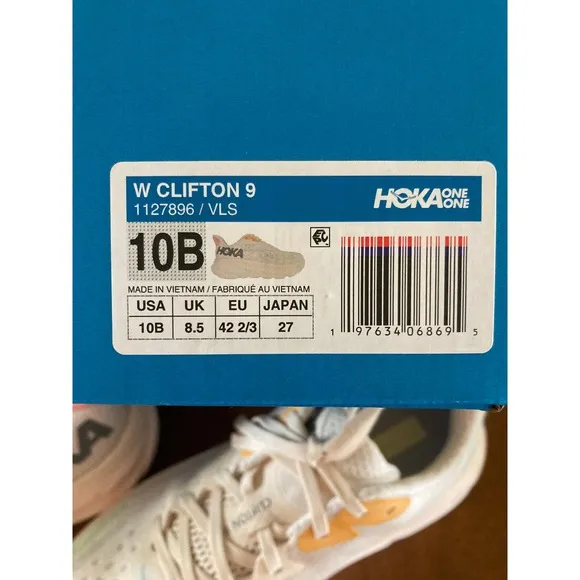 W CLIFTON 9
HOKA ONE ONE
1127896 / VLS
10B
HOKA
MADE IN VIETNAM / FABRIQUÉ AU VIETNAM
USA UK EU JAPAN
10B 8.5 42 2/3 27
1 97634 06869 5
CLIFTON